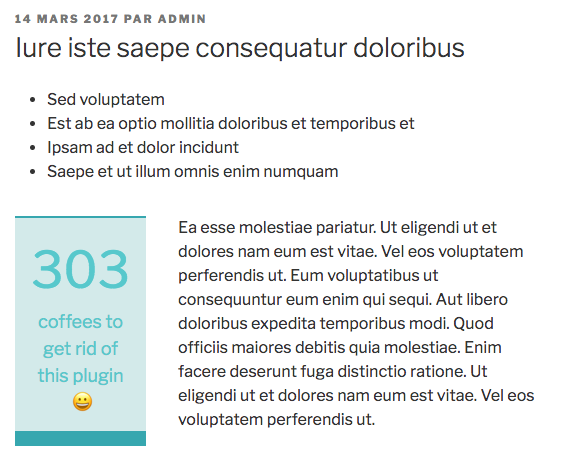 14 MARS 2017 PAR ADMIN
Iure iste saepe consequatur doloribus
• Sed voluptatem
• Est ab ea optio mollitia doloribus et temporibus et
• Ipsam ad et dolor incidunt
• Saepe et ut illum omnis enim numquam
303
coffees to
get rid of
this plugin
😀
Ea esse molestiae pariatur. Ut eligendi ut et
dolores nam eum est vitae. Vel eos voluptatem
perferendis ut. Eum voluptatibus ut
consequuntur eum enim qui sequi. Aut libero
doloribus expedita temporibus modi. Quod
officiis maiores debitis quia molestiae. Enim
facere deserunt fuga distinctio ratione. Ut
eligendi ut et dolores nam eum est vitae. Vel eos
voluptatem perferendis ut.